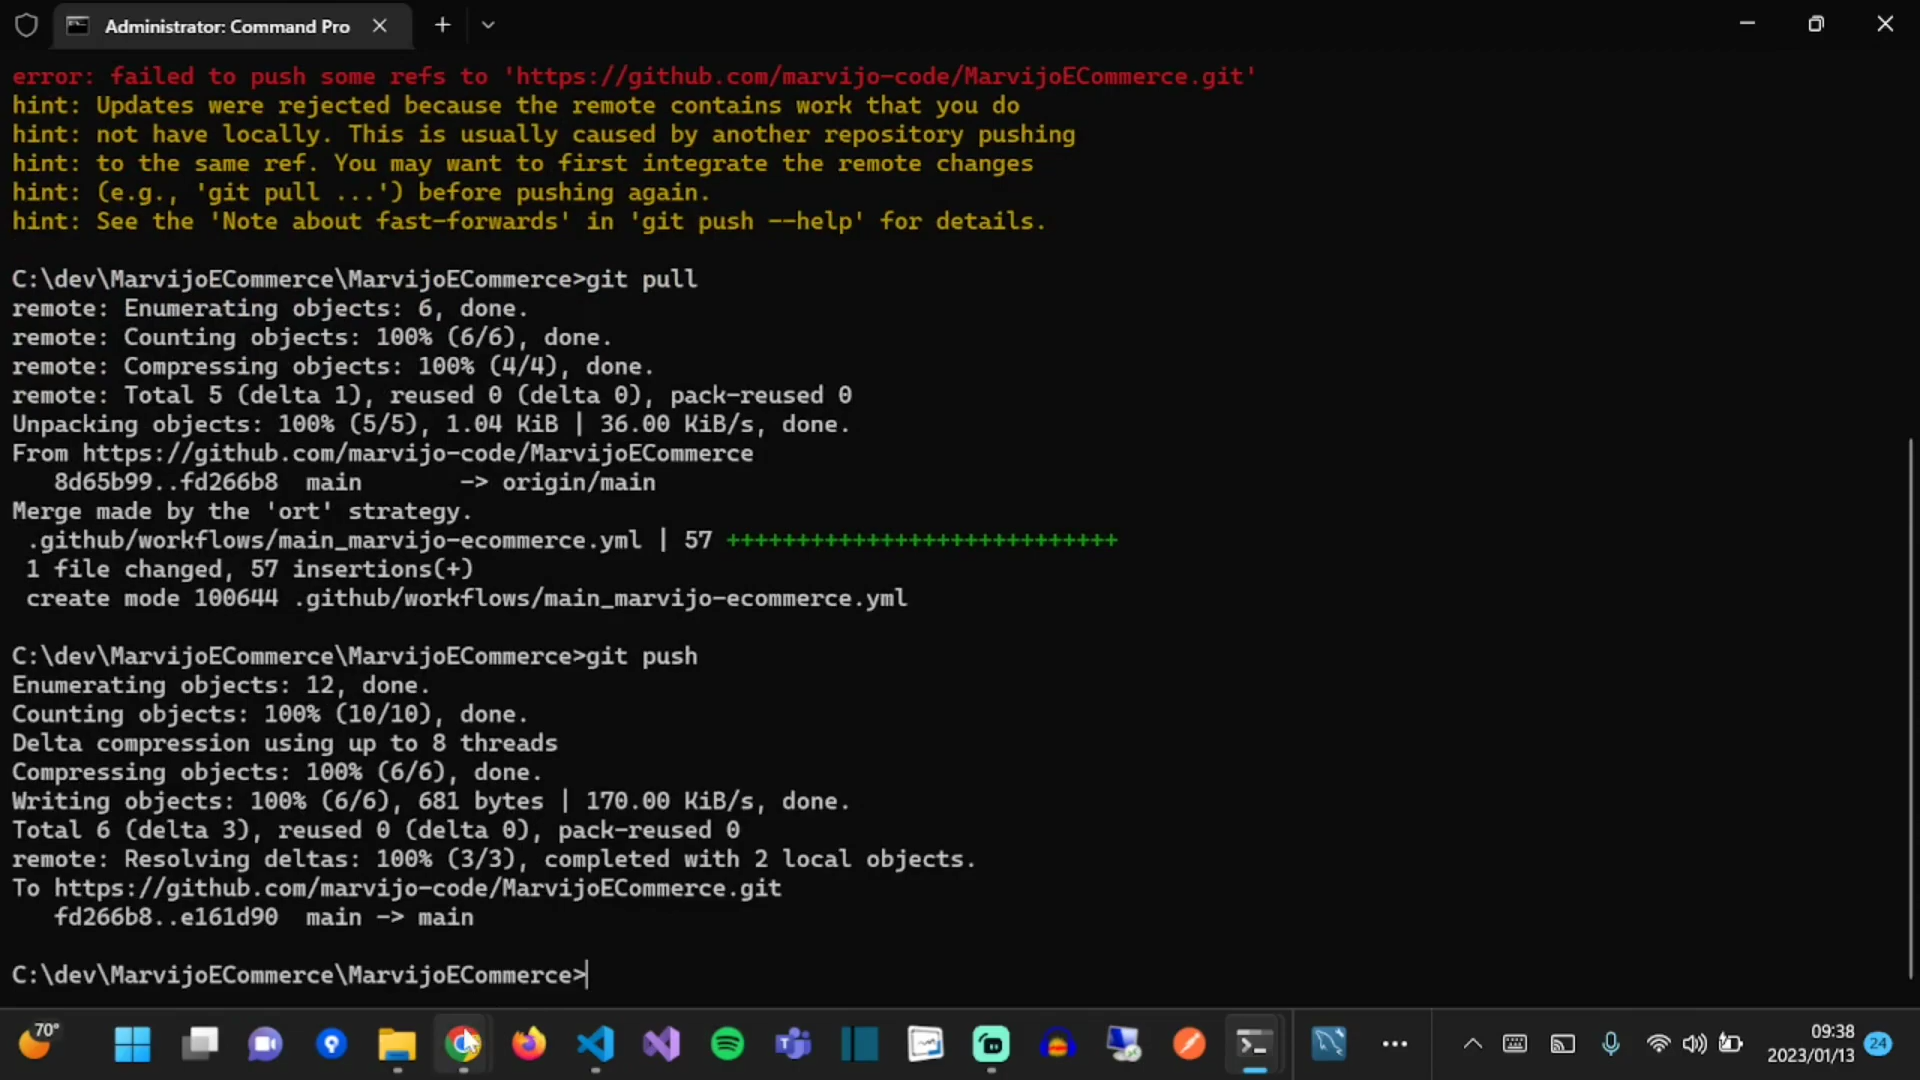 Administrator: Command Pro
error: failed to push some refs to 'https://github.com/marvijo-code/MarvijoECommerce.git'
hint: Updates were rejected because the remote contains work that you do
hint: not have locally. This is usually caused by another repository pushing
hint: to the same ref. You may want to first integrate the remote changes
hint: (e.g., 'git pull ...') before pushing again.
hint: See the 'Note about fast-forwards' in 'git push --help' for details.
C:\dev\MarvijoECommerce\MarvijoECommerce>git pull
remote: Enumerating objects: 6, done.
remote: Counting objects: 100% (6/6), done.
remote: Compressing objects: 100% (4/4), done.
remote: Total 5 (delta 1), reused 0 (delta 0), pack-reused 0
Unpacking objects: 100% (5/5), 1.04 KiB | 36.00 KiB/s, done.
From https://github.com/marvijo-code/MarvijoECommerce
8d65b99..fd266b8 main -> origin/main
Merge made by the 'ort' strategy.
.github/workflows/main_marvijo-ecommerce.yml | 57 ++++++++++++++++++++++++++++
1 file changed, 57 insertions(+)
create mode 100644 .github/workflows/main_marvijo-ecommerce.yml
C:\dev\MarvijoECommerce\MarvijoECommerce>git push
Enumerating objects: 12, done.
Counting objects: 100% (10/10), done.
Delta compression using up to 8 threads
Compressing objects: 100% (6/6), done.
Writing objects: 100% (6/6), 681 bytes | 170.00 KiB/s, done.
Total 6 (delta 3), reused 0 (delta 0), pack-reused 0
remote: Resolving deltas: 100% (3/3), completed with 2 local objects.
To https://github.com/marvijo-code/MarvijoECommerce.git
fd266b8..e161d90 main -> main
C:\dev\MarvijoECommerce\MarvijoECommerce>
70°
09:38
2023/01/13
24